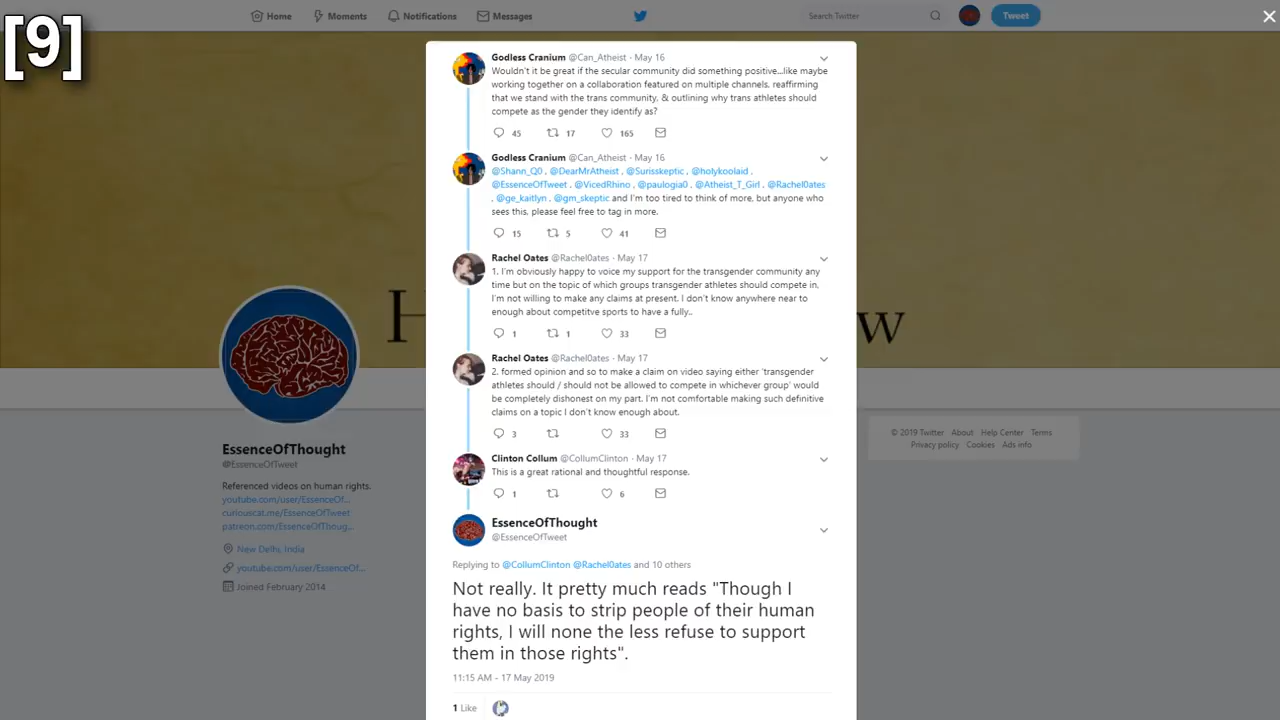 [9]
Home Moments Notifications Messages Search Twitter Tweet
Godless Cranium @Can_Atheist · May 16
Wouldn't it be great if the secular community did something positive...like maybe
working together on a collaboration featured on multiple channels, reaffirming
that we stand with the trans community, & outlining why trans athletes should
compete as the gender they identify as?
45 17 165
Godless Cranium @Can_Atheist · May 16
@Shann_Q0 , @DearMrAtheist , @Surisskeptic , @holykoolaid ,
@EssenceOfTweet , @VicedRhino , @paulogia0 , @Atheist_T_Girl , @Rachel0ates
, @ge_kaitlyn , @gm_skeptic and I'm too tired to think of more, but anyone who
sees this, please feel free to tag in more.
15 5 41
Rachel Oates @Rachel0ates · May 17
1. I'm obviously happy to voice my support for the transgender community any
time but on the topic of which groups transgender athletes should compete in,
I'm not willing to make any claims at present. I don't know anywhere near to
enough about competitve sports to have a fully..
1 1 33
Rachel Oates @Rachel0ates · May 17
2. formed opinion and so to make a claim on video saying either 'transgender
athletes should / should not be allowed to compete in whichever group' would
be completely dishonest on my part. I'm not comfortable making such definitive
claims on a topic I don't know enough about.
3 33
Clinton Collum @CollumClinton · May 17
This is a great rational and thoughtful response.
1 6
EssenceOfThought
@EssenceOfTweet
Replying to @CollumClinton @Rachel0ates and 10 others
Not really. It pretty much reads "Though I
have no basis to strip people of their human
rights, I will none the less refuse to support
them in those rights".
11:15 AM - 17 May 2019
1 Like
EssenceOfThought
@EssenceOfTweet
Referenced videos on human rights.
youtube.com/user/EssenceOf...
curiouscat.me/EssenceOfTweet
patreon.com/EssenceOfThoug...
New Delhi, India
youtube.com/user/EssenceOf...
Joined February 2014
© 2019 Twitter About Help Center Terms
Privacy policy Cookies Ads info